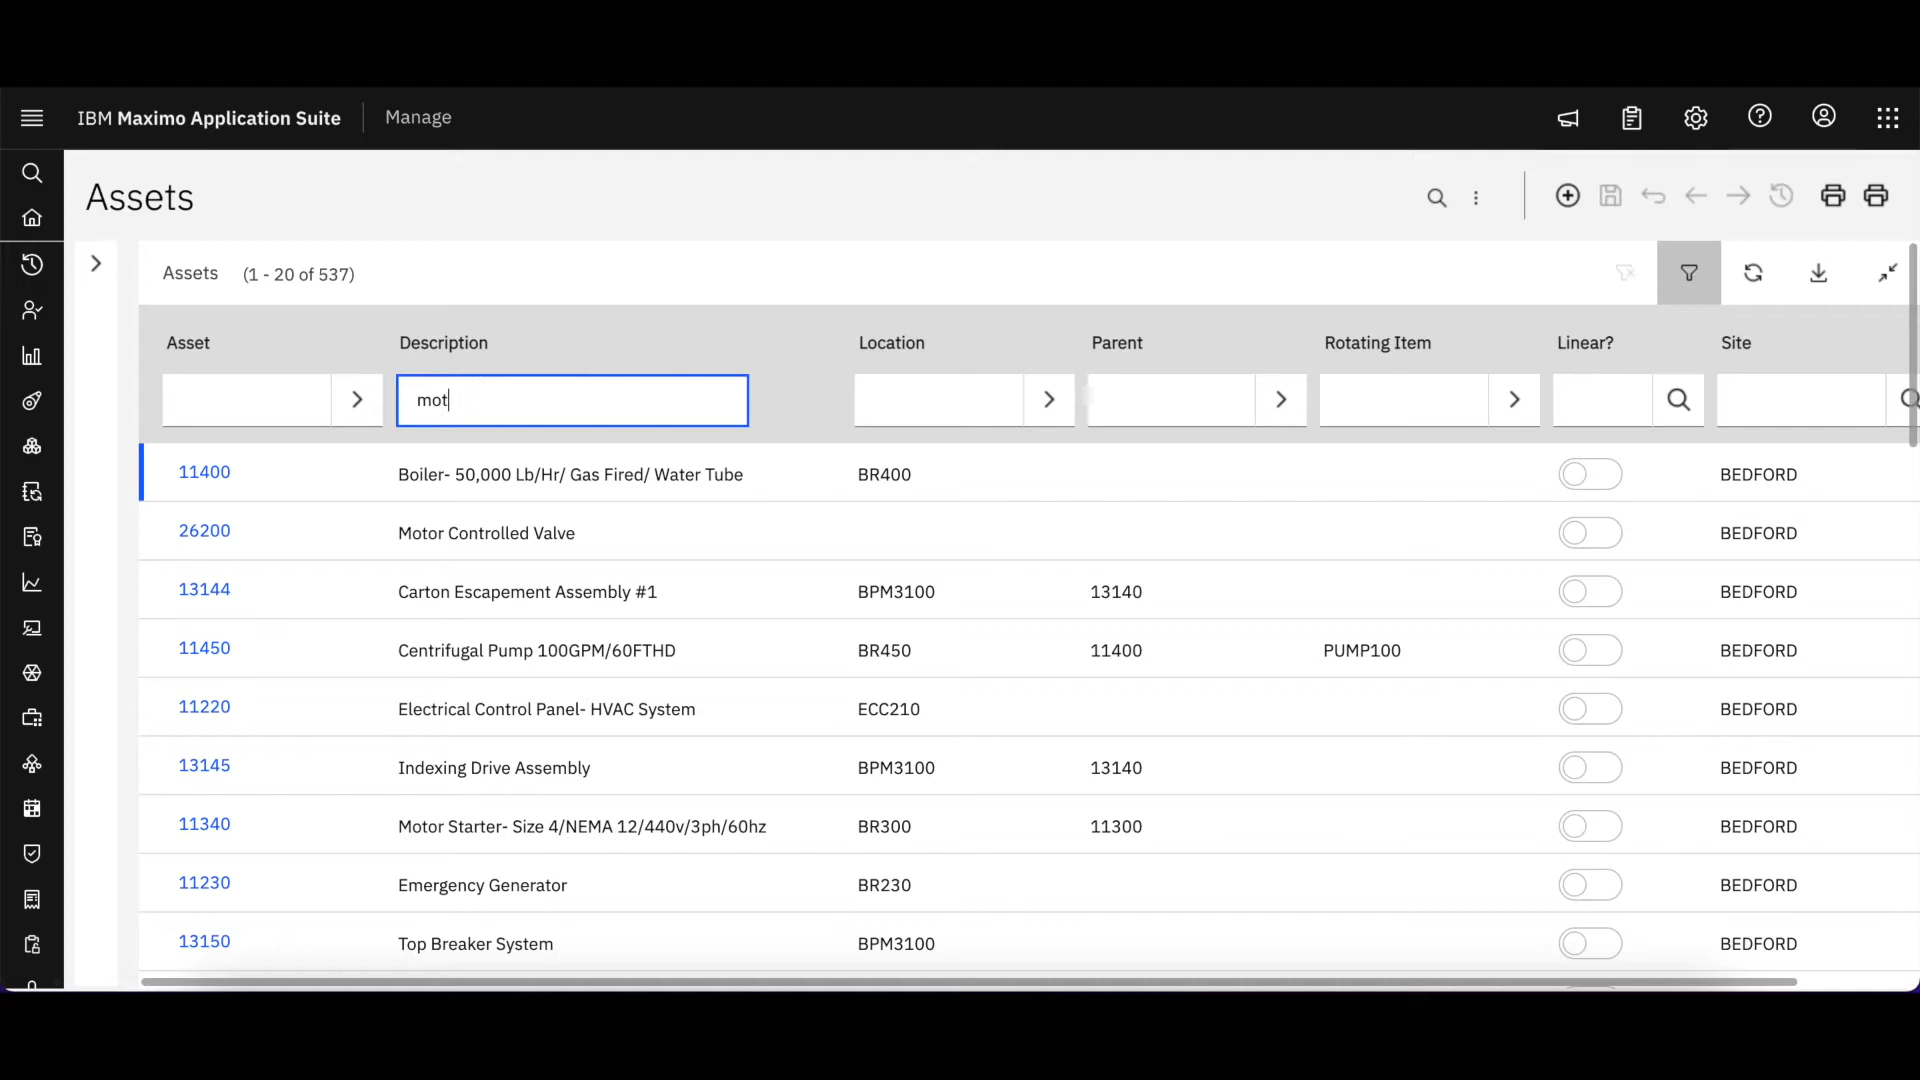 IBM Maximo Application Suite Manage
Assets
Assets (1 - 20 of 537)
Asset Description Location Parent Rotating Item Linear? Site
mot
11400 Boiler- 50,000 Lb/Hr/ Gas Fired/ Water Tube BR400 BEDFORD
26200 Motor Controlled Valve BEDFORD
13144 Carton Escapement Assembly #1 BPM3100 13140 BEDFORD
11450 Centrifugal Pump 100GPM/60FTHD BR450 11400 PUMP100 BEDFORD
11220 Electrical Control Panel- HVAC System ECC210 BEDFORD
13145 Indexing Drive Assembly BPM3100 13140 BEDFORD
11340 Motor Starter- Size 4/NEMA 12/440v/3ph/60hz BR300 11300 BEDFORD
11230 Emergency Generator BR230 BEDFORD
13150 Top Breaker System BPM3100 BEDFORD